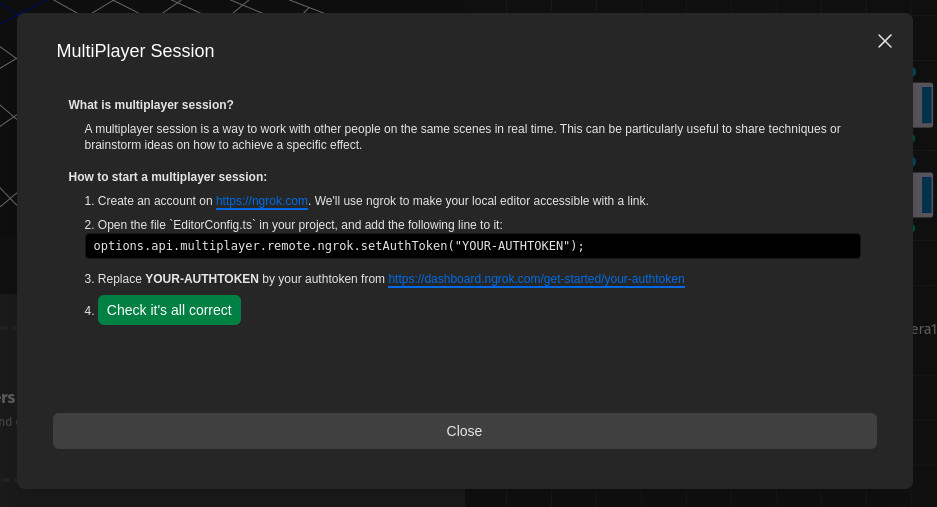 MultiPlayer Session
What is multiplayer session?
A multiplayer session is a way to work with other people on the same scenes in real time. This can be particularly useful to share techniques or
brainstorm ideas on how to achieve a specific effect.
How to start a multiplayer session:
1. Create an account on https://ngrok.com. We'll use ngrok to make your local editor accessible with a link.
2. Open the file `EditorConfig.ts` in your project, and add the following line to it:
options.api.multiplayer.remote.ngrok.setAuthToken("YOUR-AUTHTOKEN");
3. Replace YOUR-AUTHTOKEN by your authtoken from https://dashboard.ngrok.com/get-started/your-authtoken
4. Check it's all correct
era1
ers
nd
Close